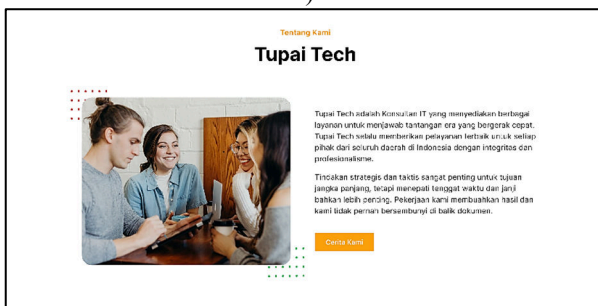 Tentang Kami
Tupai Tech
Tupai Tech adalah Konsultan IT yang menyediakan berbagai
layanan untuk menjawab tantangan era yang bergerak cepat.
Tupai Tech selalu memberikan pelayanan terbaik untuk setiap
pihak dari seluruh daerah di Indonesia dengan integritas dan
profesionalisme.
Tindakan strategis dan taktis sangat penting untuk tujuan
jangka panjang, tetapi menepati tenggat waktu dan janji
bahkan lebih penting. Pekerjaan kami membuahkan hasil dan
kami tidak pernah bersembunyi di balik dokumen.
Cerita Kami